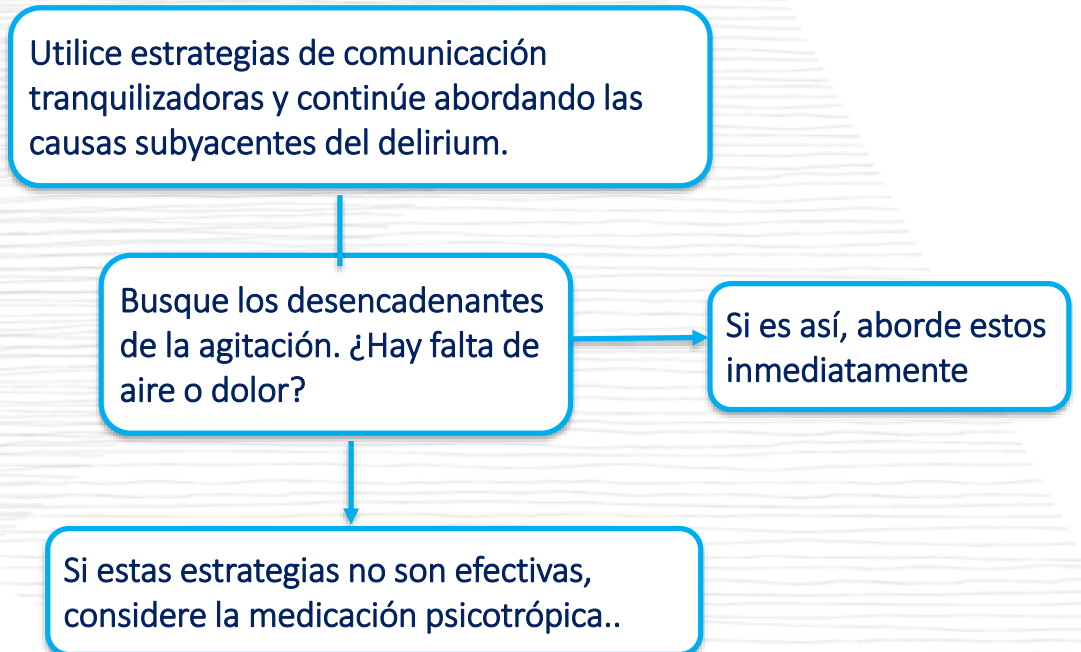 Utilice estrategias de comunicación
tranquilizadoras y continúe abordando las
causas subyacentes del delirium.
Busque los desencadenantes
de la agitación. ¿Hay falta de
aire o dolor?
Si es así, aborde estos
inmediatamente
Si estas estrategias no son efectivas,
considere la medicación psicotrópica..